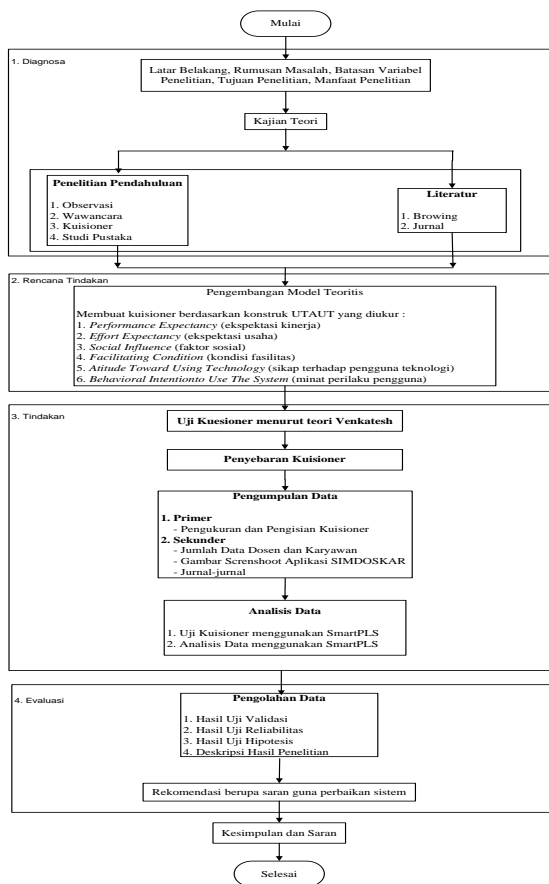 Mulai
1. Diagnosa
Latar Belakang, Rumusan Masalah, Batasan Variabel
Penelitian, Tujuan Penelitian, Manfaat Penelitian
Kajian Teori
Penelitian Pendahuluan
1. Observasi
2. Wawancara
3. Kuisioner
4. Studi Pustaka
Literatur
1. Browing
2. Jurnal
2. Rencana Tindakan
Pengembangan Model Teoritis
Membuat kuisioner berdasarkan konstruk UTAUT yang diukur :
1. Performance Expectancy (ekspektasi kinerja)
2. Effort Expectancy (ekspektasi usaha)
3. Social Influence (faktor sosial)
4. Facilitating Condition (kondisi fasilitas)
5. Atitude Toward Using Technology (sikap terhadap pengguna teknologi)
6. Behavioral Intentionto Use The System (minat perilaku pengguna)
3. Tindakan
Uji Kuesioner menurut teori Venkatesh
Penyebaran Kuisioner
Pengumpulan Data
1. Primer
- Pengukuran dan Pengisian Kuisioner
2. Sekunder
- Jumlah Data Dosen dan Karyawan
- Gambar Screnshoot Aplikasi SIMDOSKAR
- Jurnal-jurnal
Analisis Data
1. Uji Kuisioner menggunakan SmartPLS
2. Analisis Data menggunakan SmartPLS
4. Evaluasi
Pengolahan Data
1. Hasil Uji Validasi
2. Hasil Uji Reliabilitas
3. Hasil Uji Hipotesis
4. Deskripsi Hasil Penelitian
Rekomendasi berupa saran guna perbaikan sistem
Kesimpulan dan Saran
Selesai